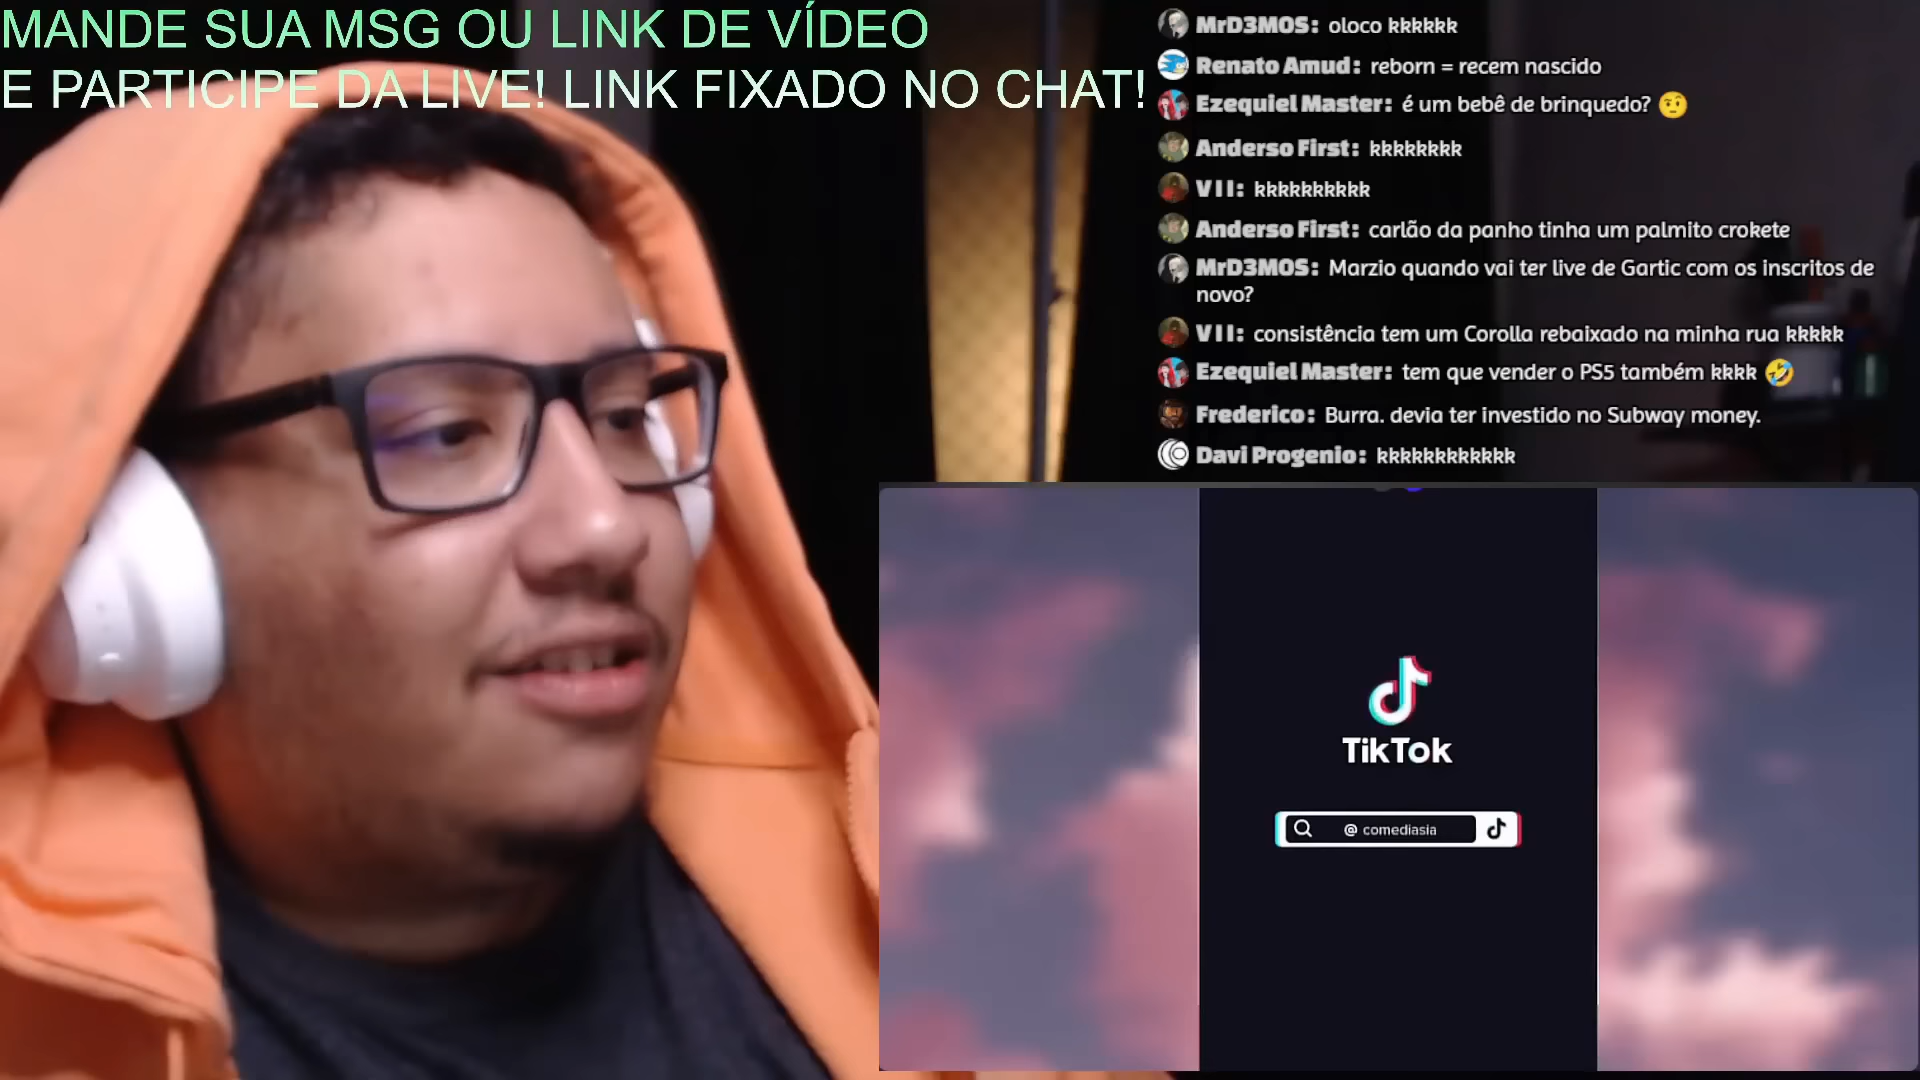 MANDE SUA MSG OU LINK DE VÍDEO
E PARTICIPE DA LIVE! LINK FIXADO NO CHAT!
MrD3MOS: oloco kkkkkk
Renato Amud: reborn = recem nascido
Ezequiel Master: é um bebê de brinquedo? 🤨
Anderso First: kkkkkkkk
VII: kkkkkkkkkk
Anderso First: carlão da panho tinha um palmito crokete
MrD3MOS: Marzio quando vai ter live de Gartic com os inscritos de
novo?
VII: consistência tem um Corolla rebaixado na minha rua kkkkk
Ezequiel Master: tem que vender o PS5 também kkkk 🤣
Frederico: Burra. devia ter investido no Subway money.
Davi Progenio: kkkkkkkkkkkk
TikTok
@ comediasia